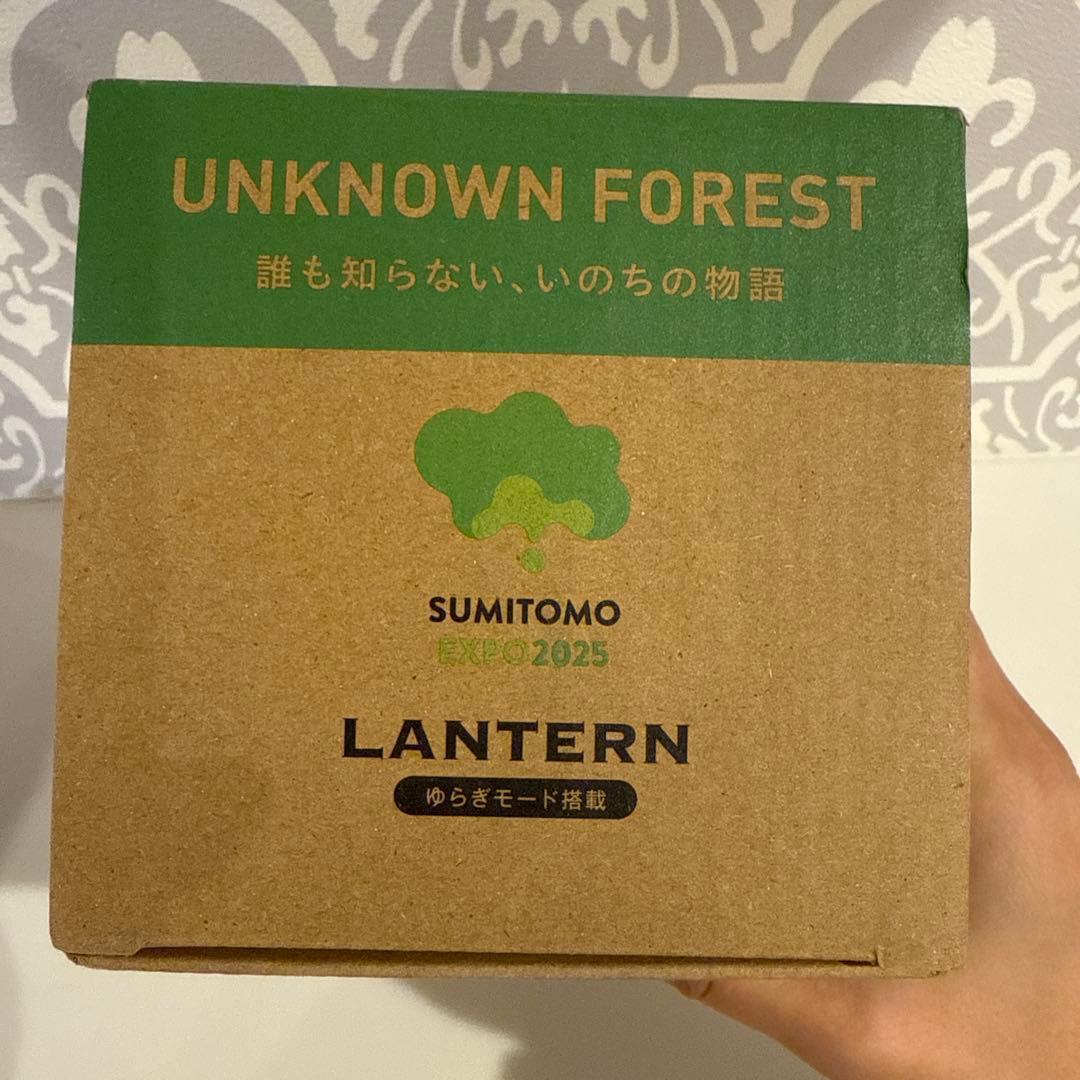 UNKNOWN FOREST
誰も知らない、いのちの物語
SUMITOMO
EXPO2025
LANTERN
ゆらぎモード搭載